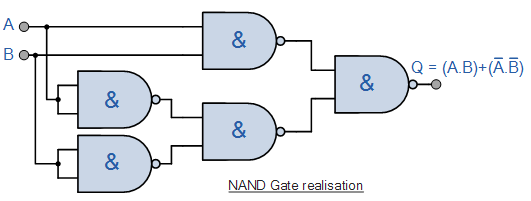 A
B
&
&
&
&
&
Q = (A.B)+(A̅.B̅)
NAND Gate realisation